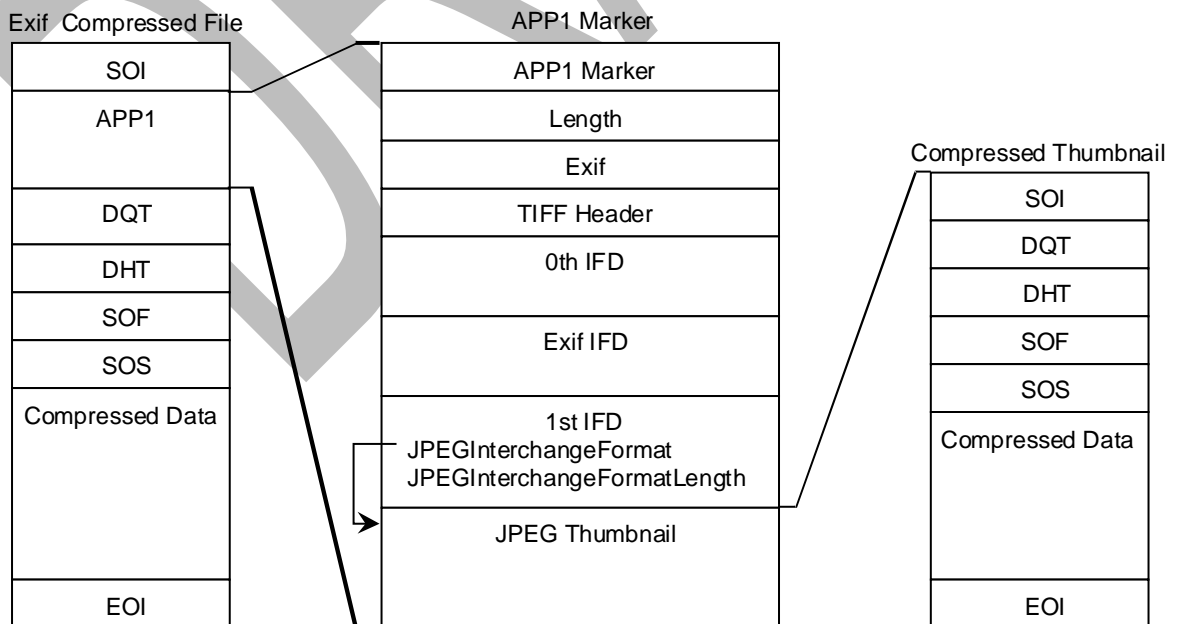 Exif Compressed File
SOI
APP1
DQT
DHT
SOF
SOS
Compressed Data
EOI
APP1 Marker
APP1 Marker
Length
Exif
TIFF Header
0th IFD
Exif IFD
1st IFD
JPEGInterchangeFormat
JPEGInterchangeFormatLength
JPEG Thumbnail
Compressed Thumbnail
SOI
DQT
DHT
SOF
SOS
Compressed Data
EOI